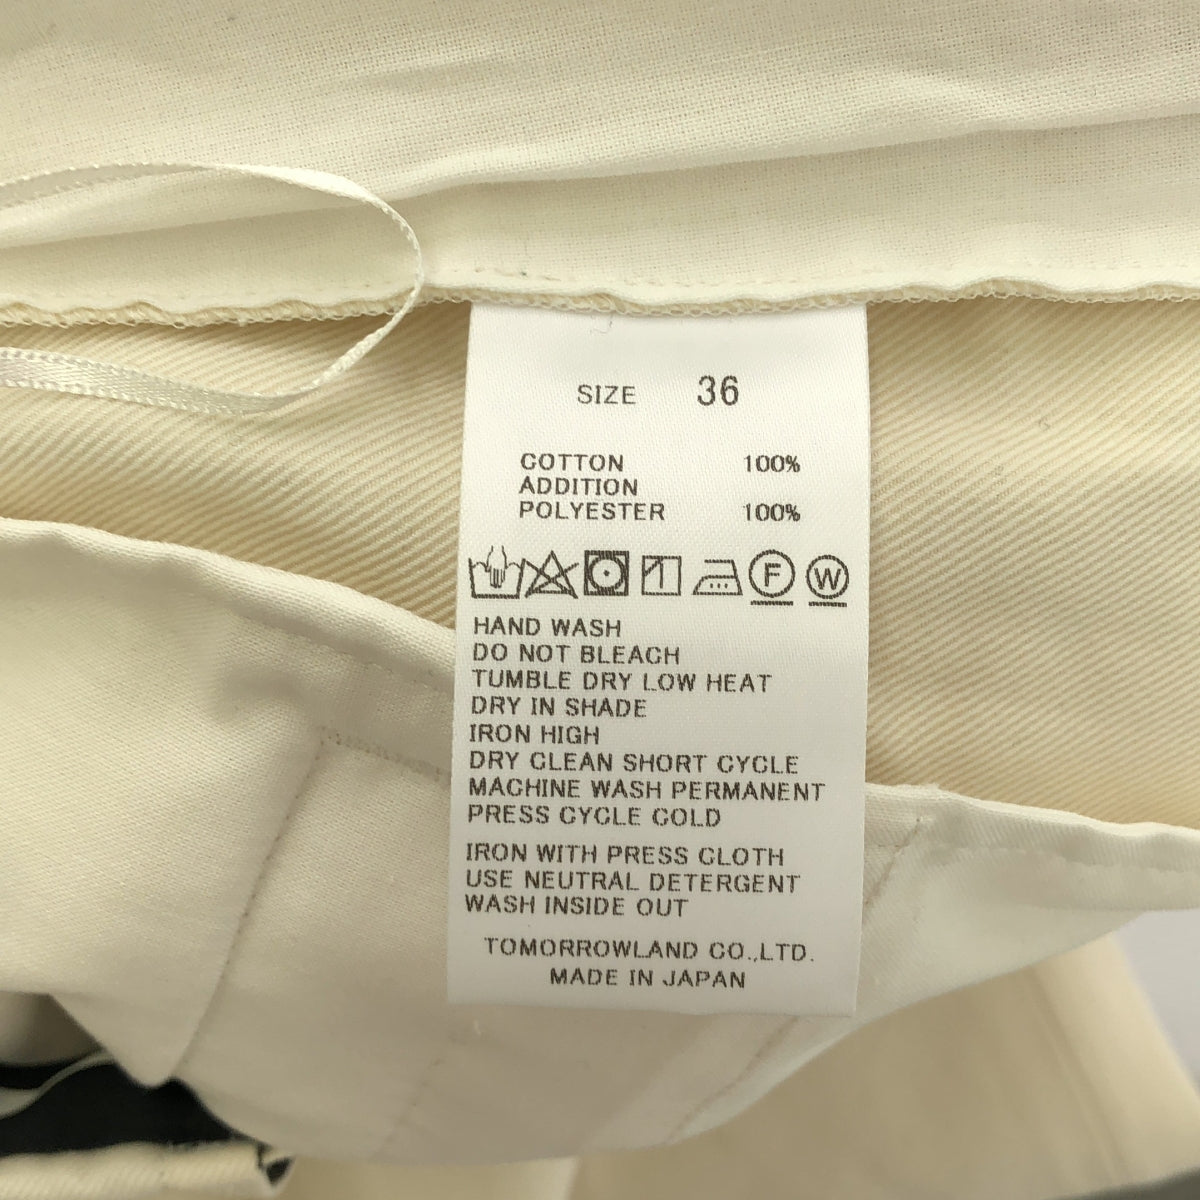 SIZE 36
COTTON 100%
ADDITION
POLYESTER 100%
F W
HAND WASH
DO NOT BLEACH
TUMBLE DRY LOW HEAT
DRY IN SHADE
IRON HIGH
DRY CLEAN SHORT CYCLE
MACHINE WASH PERMANENT
PRESS CYCLE COLD
IRON WITH PRESS CLOTH
USE NEUTRAL DETERGENT
WASH INSIDE OUT
TOMORROWLAND CO.,LTD.
MADE IN JAPAN